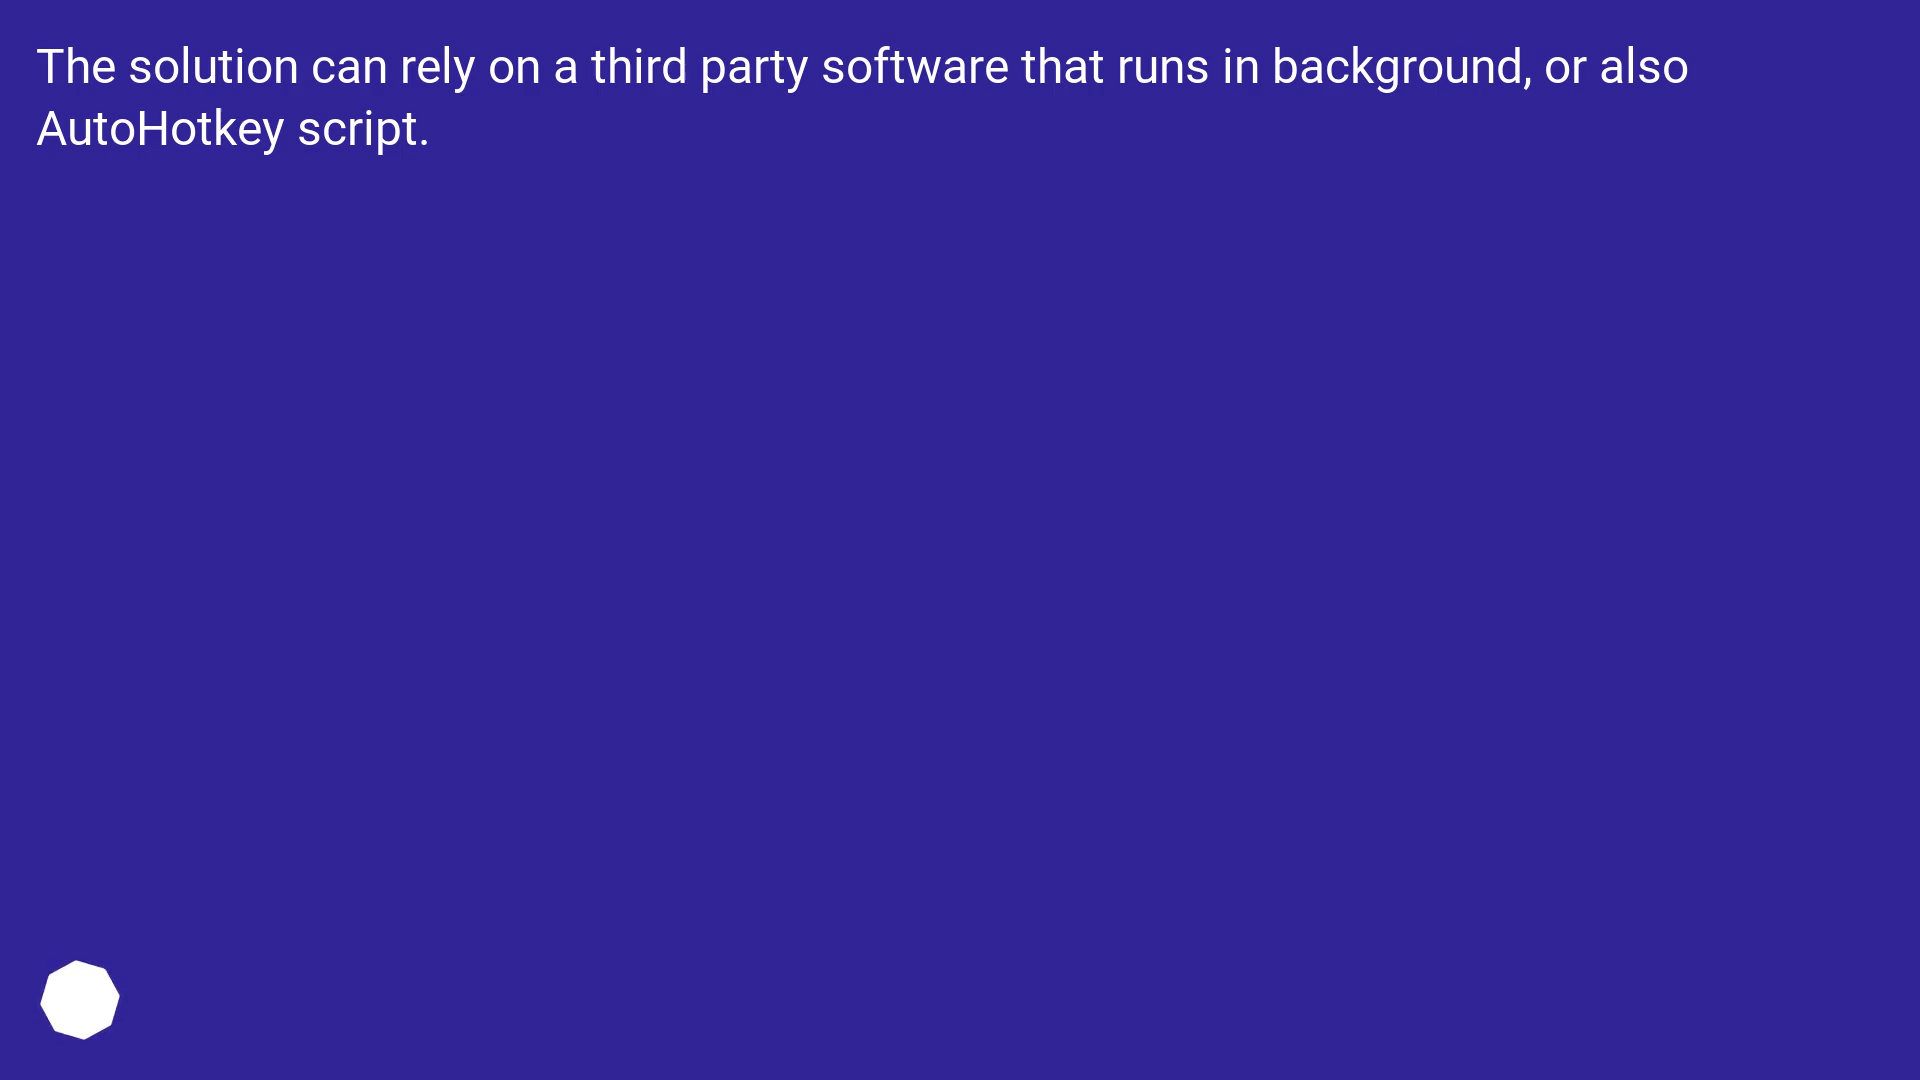 The solution can rely on a third party software that runs in background, or also
AutoHotkey script.